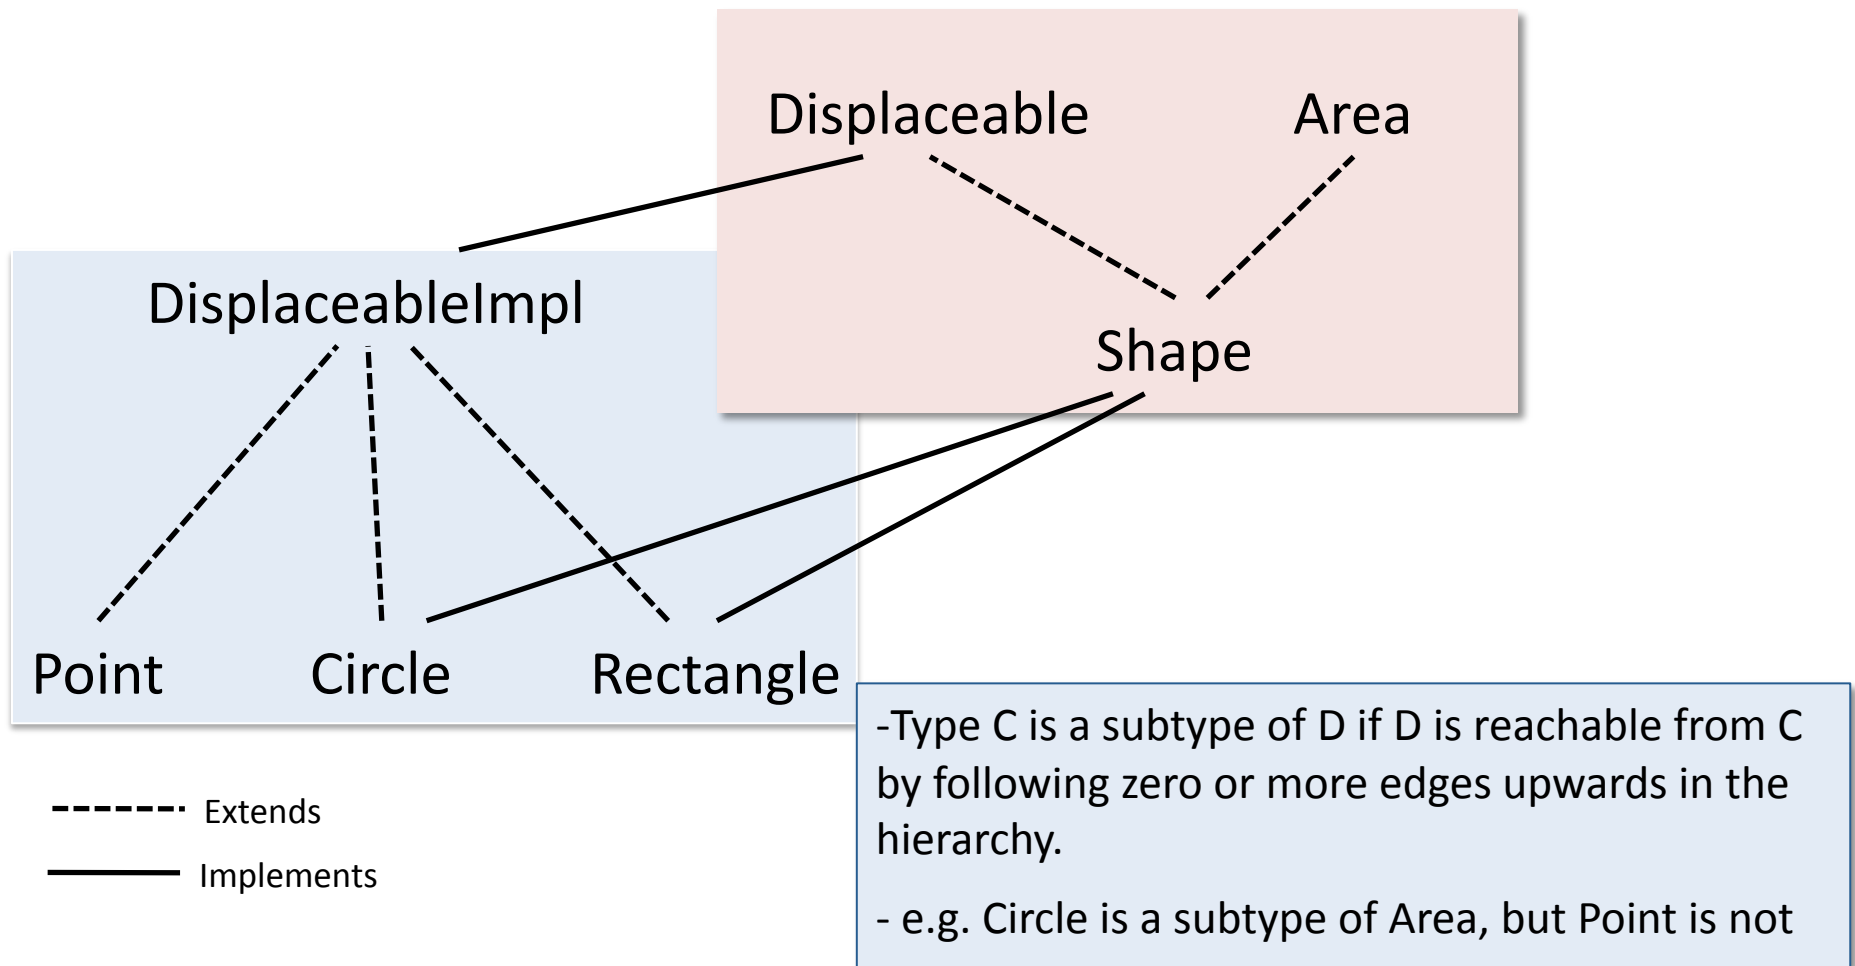 Displaceable
Area
DisplaceableImpl
Shape
Point
Circle
Rectangle
-Type C is a subtype of D if D is reachable from C
by following zero or more edges upwards in the
hierarchy.
- e.g. Circle is a subtype of Area, but Point is not
Extends
Implements